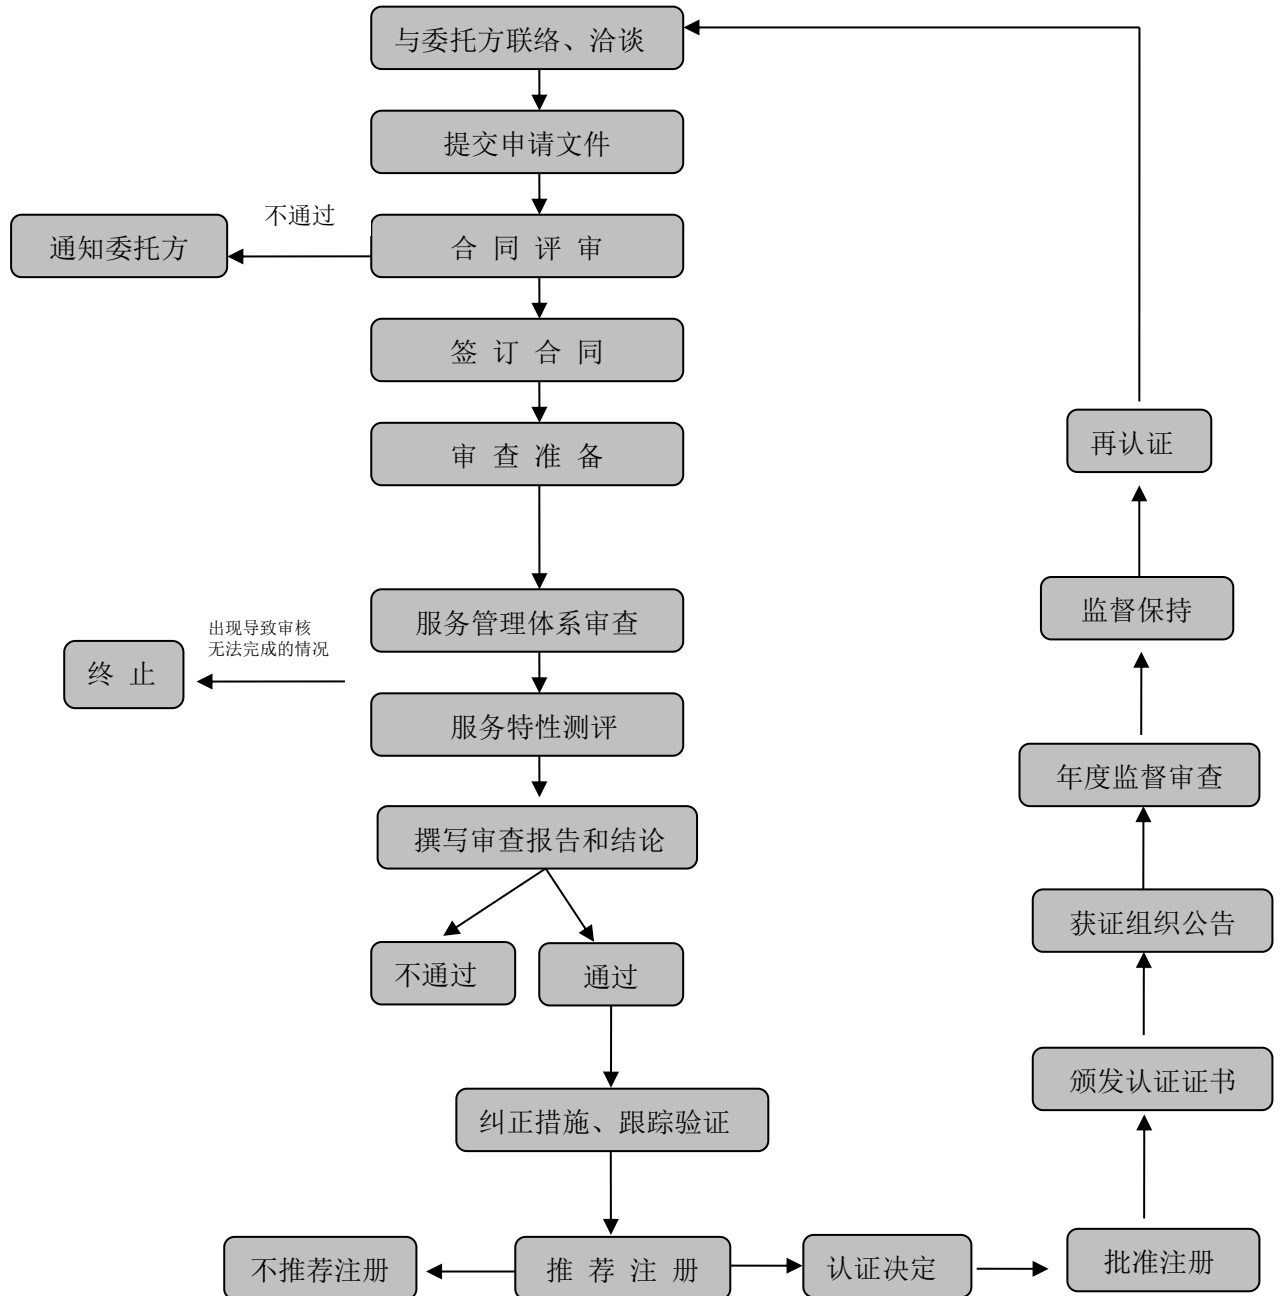 与委托方联络、洽谈
提交申请文件
不通过
通知委托方
合 同 评 审
签 订 合 同
审 查 准 备
再认证
服务管理体系审查
监督保持
出现导致审核
无法完成的情况
终 止
服务特性测评
年度监督审查
撰写审查报告和结论
获证组织公告
不通过
通过
颁发认证证书
纠正措施、跟踪验证
不推荐注册
推 荐 注 册
认证决定
批准注册